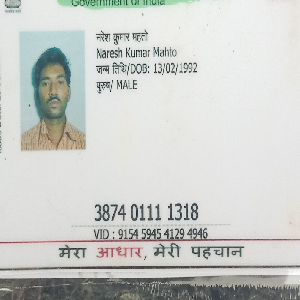 Government of India
नरेश कुमार महतो
Naresh Kumar Mahto
जन्म तिथि/DOB: 13/02/1992
पुरुष/ MALE
3874 0111 1318
VID : 9154 5945 4129 4946
मेरा आधार, मेरी पहचान